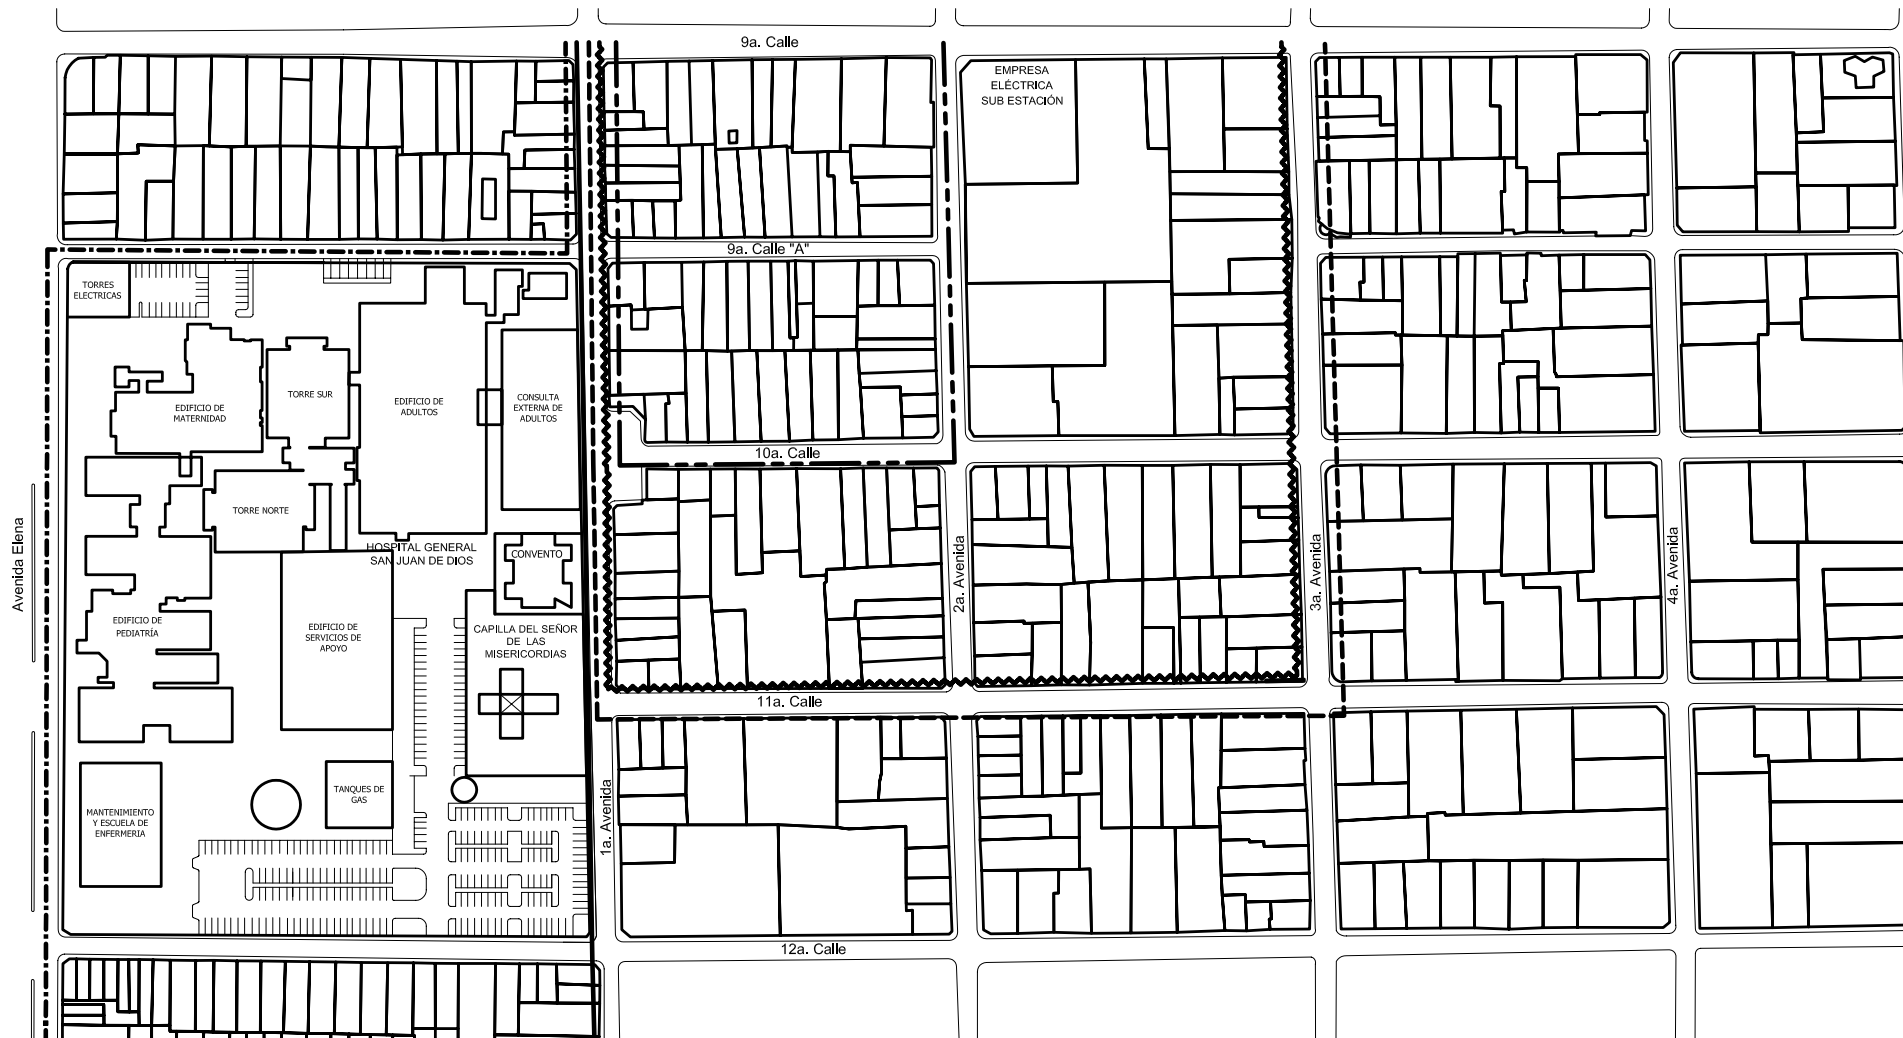 9a. Calle
EMPRESA
ELÉCTRICA
SUB ESTACIÓN
9a. Calle "A"
TORRES
ELECTRICAS
TORRE SUR
EDIFICIO DE
ADULTOS
CONSULTA
EXTERNA DE
ADULTOS
EDIFICIO DE
MATERNIDAD
10a. Calle
TORRE NORTE
HOSPITAL GENERAL
SAN JUAN DE DIOS
CONVENTO
Avenida Elena
2a. Avenida
3a. Avenida
4a. Avenida
EDIFICIO DE
PEDIATRÍA
EDIFICIO DE
SERVICIOS DE
APOYO
CAPILLA DEL SEÑOR
DE LAS
MISERICORDIAS
11a. Calle
1a. Avenida
TANQUES DE
GAS
MANTENIMIENTO
Y ESCUELA DE
ENFERMERIA
12a. Calle